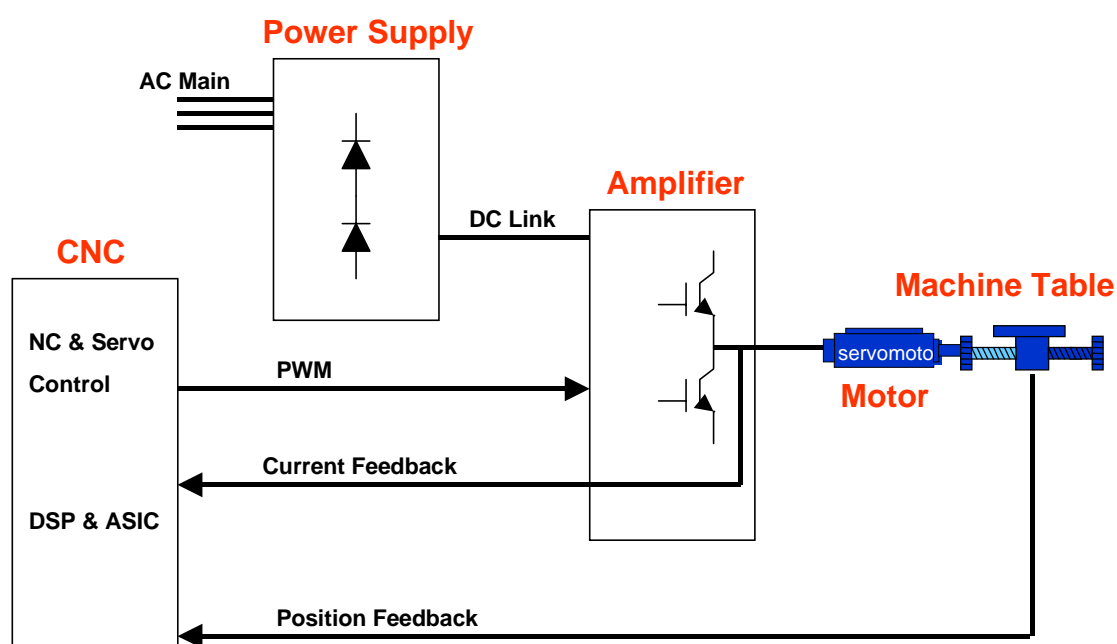 Power Supply
AC Main
Amplifier
DC Link
CNC
Machine Table
NC & Servo
Control
servomoto
PWM
Motor
Current Feedback
DSP & ASIC
Position Feedback